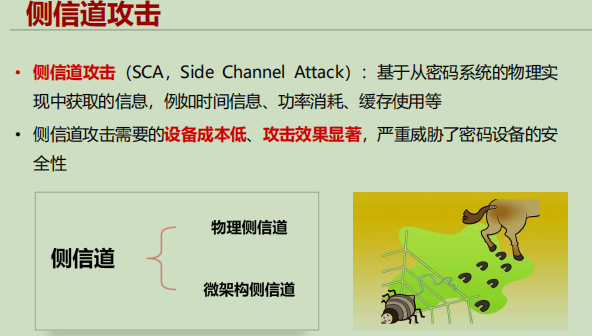 侧信道攻击
• 侧信道攻击（SCA，Side Channel Attack）：基于从密码系统的物理实
现中获取的信息，例如时间信息、功率消耗、缓存使用等
• 侧信道攻击需要的设备成本低、攻击效果显著，严重威胁了密码设备的安
全性
物理侧信道
侧信道
微架构侧信道